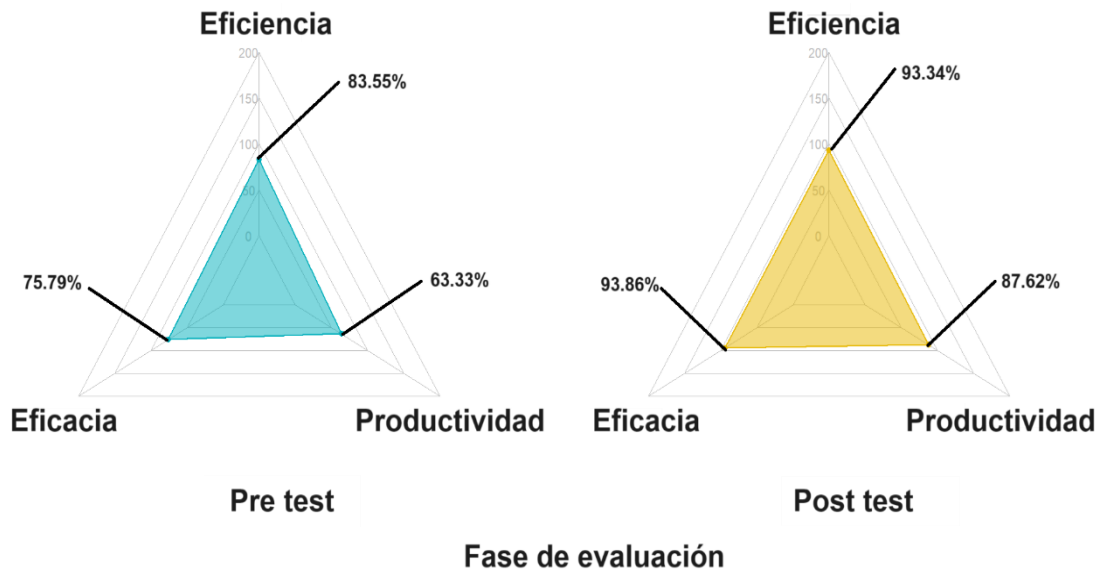 Eficiencia
200
150
100
50
0
83.55%
75.79%
63.33%
Eficacia
Productividad
Pre test
Eficiencia
200
150
100
50
0
93.34%
93.86%
87.62%
Eficacia
Productividad
Post test
Fase de evaluación